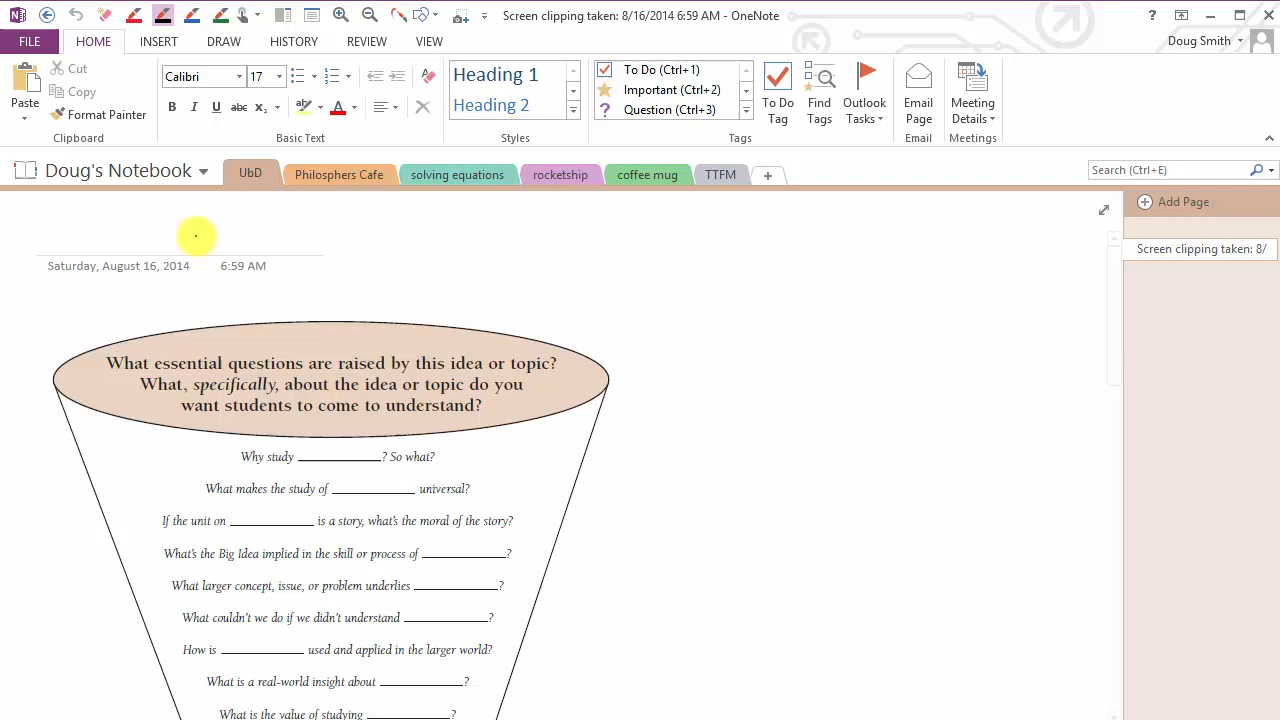 Screen clipping taken: 8/16/2014 6:59 AM - OneNote
?
FILE HOME INSERT DRAW HISTORY REVIEW VIEW
Doug Smith
Paste
Cut
Copy
Format Painter
Clipboard
Calibri 17
B I U abc X₂ A
Basic Text
Heading 1
Heading 2
Styles
To Do (Ctrl+1)
Important (Ctrl+2)
? Question (Ctrl+3)
To Do
Tag
Find
Tags
Outlook
Tasks
Tags
Email
Page
Email
Meeting
Details
Meetings
Doug's Notebook
UbD Philosphers Cafe solving equations rocketship coffee mug TTFM
Search (Ctrl+E)
Add Page
Screen clipping taken: 8/
Saturday, August 16, 2014 6:59 AM
What essential questions are raised by this idea or topic?
What, specifically, about the idea or topic do you
want students to come to understand?
Why study ____________? So what?
What makes the study of ____________ universal?
If the unit on ____________ is a story, what's the moral of the story?
What's the Big Idea implied in the skill or process of ____________?
What larger concept, issue, or problem underlies ____________?
What couldn't we do if we didn't understand ____________?
How is ____________ used and applied in the larger world?
What is a real-world insight about ____________?
What is the value of studying ____________?